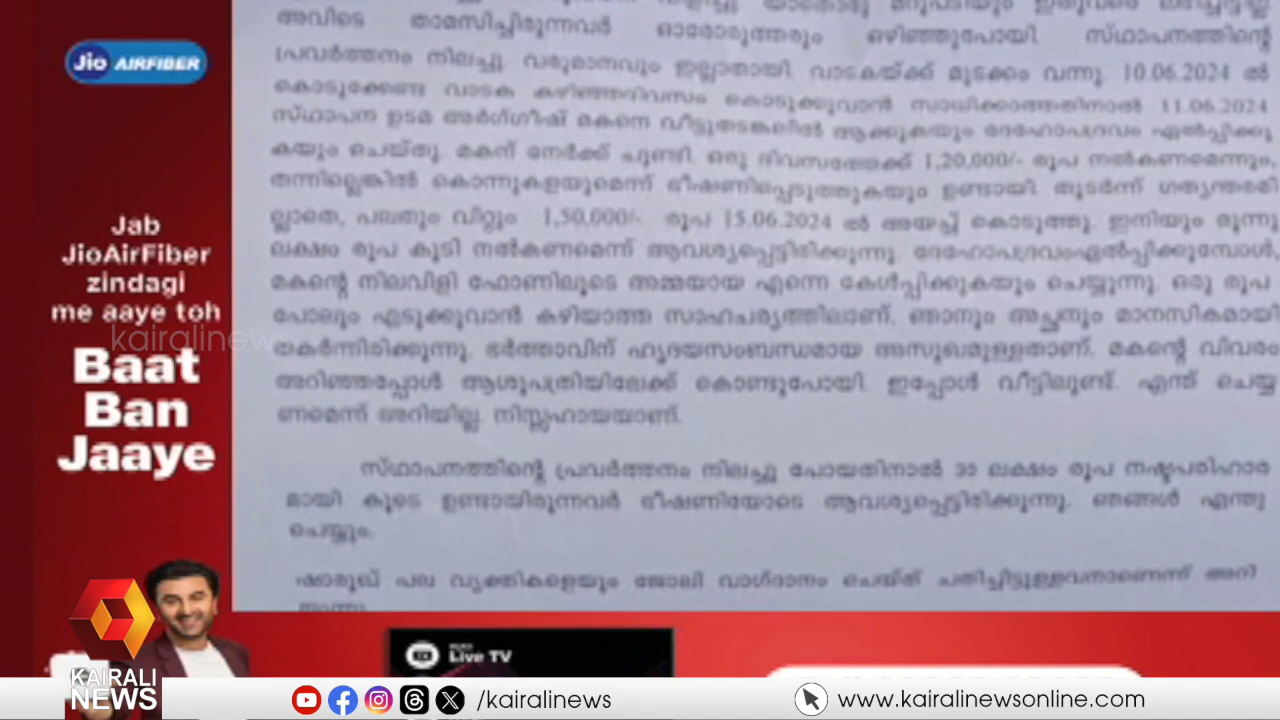 അവിടെ താമസിച്ചിരുന്നവർ ഓരോരുത്തരും ഒഴിഞ്ഞുപോയി. സ്ഥാപനത്തിന്റെ
പ്രവർത്തനം നിലച്ചു. വരുമാനവും ഇല്ലാതായി. വാടകയ്ക്ക് മുടക്കം വന്നു. 10.06.2024 ൽ
കൊടുക്കേണ്ട വാടക കഴിഞ്ഞദിവസം കൊടുക്കുവാൻ സാധിക്കാത്തതിനാൽ 11.06.2024
സ്ഥാപന ഉടമ അർഗ്ഗീഷ് മകനെ വീട്ടുതടങ്കലിൽ ആക്കുകയും ദേഹോപദ്രവം ഏൽപ്പിക്കു
കയും ചെയ്തു. മകന് നേർക്ക് ചൂണ്ടി. ഒരു ദിവസത്തേക്ക് 1,20,000/- രൂപ നൽകണമെന്നും,
തന്നില്ലെങ്കിൽ കൊന്നുകളയുമെന്ന് ഭീഷണിപ്പെടുത്തുകയും ഉണ്ടായി. തുടർന്ന് ഗത്യന്തരമി
ല്ലാതെ, പലതും വിറ്റും 1,50,000/- രൂപ 15.06.2024 ൽ അയച്ച് കൊടുത്തു. ഇനിയും മൂന്നു
ലക്ഷം രൂപ കൂടി നൽകണമെന്ന് ആവശ്യപ്പെട്ടിരിക്കുന്നു. ദേഹോപദ്രവംഏൽപ്പിക്കുമ്പോൾ,
മകന്റെ നിലവിളി ഫോണിലൂടെ അമ്മയായ എന്നെ കേൾപ്പിക്കുകയും ചെയ്യുന്നു. ഒരു രൂപ
പോലും എടുക്കുവാൻ കഴിയാത്ത സാഹചര്യത്തിലാണ്. ഞാനും അച്ഛനും മാനസികമായി
തകർന്നിരിക്കുന്നു. ഭർത്താവിന് ഹൃദയസംബന്ധമായ അസുഖമുള്ളതാണ്. മകന്റെ വിവരം
അറിഞ്ഞപ്പോൾ ആശുപത്രിയിലേക്ക് കൊണ്ടുപോയി. ഇപ്പോൾ വീട്ടിലുണ്ട്. എന്ത് ചെയ്യ
ണമെന്ന് അറിയില്ല. നിസ്സഹായയാണ്.
സ്ഥാപനത്തിന്റെ പ്രവർത്തനം നിലച്ചു പോയതിനാൽ 35 ലക്ഷം രൂപ നഷ്ടപരിഹാര
മായി കൂടെ ഉണ്ടായിരുന്നവർ ഭീഷണിയോടെ ആവശ്യപ്പെട്ടിരിക്കുന്നു. ഞങ്ങൾ എന്തു
ചെയ്യും.
ഷാരൂഖ് പല വ്യക്തികളെയും ജോലി വാഗ്ദാനം ചെയ്ത് ചതിച്ചിട്ടുള്ളവനാണെന്ന് അറി
Jio AIRFIBER
Jab
JioAirFiber
zindagi
me aaye toh
Baat
Ban
Jaaye
kairalinews
KAIRALI
NEWS
Live TV
/kairalinews
www.kairalinewsonline.com